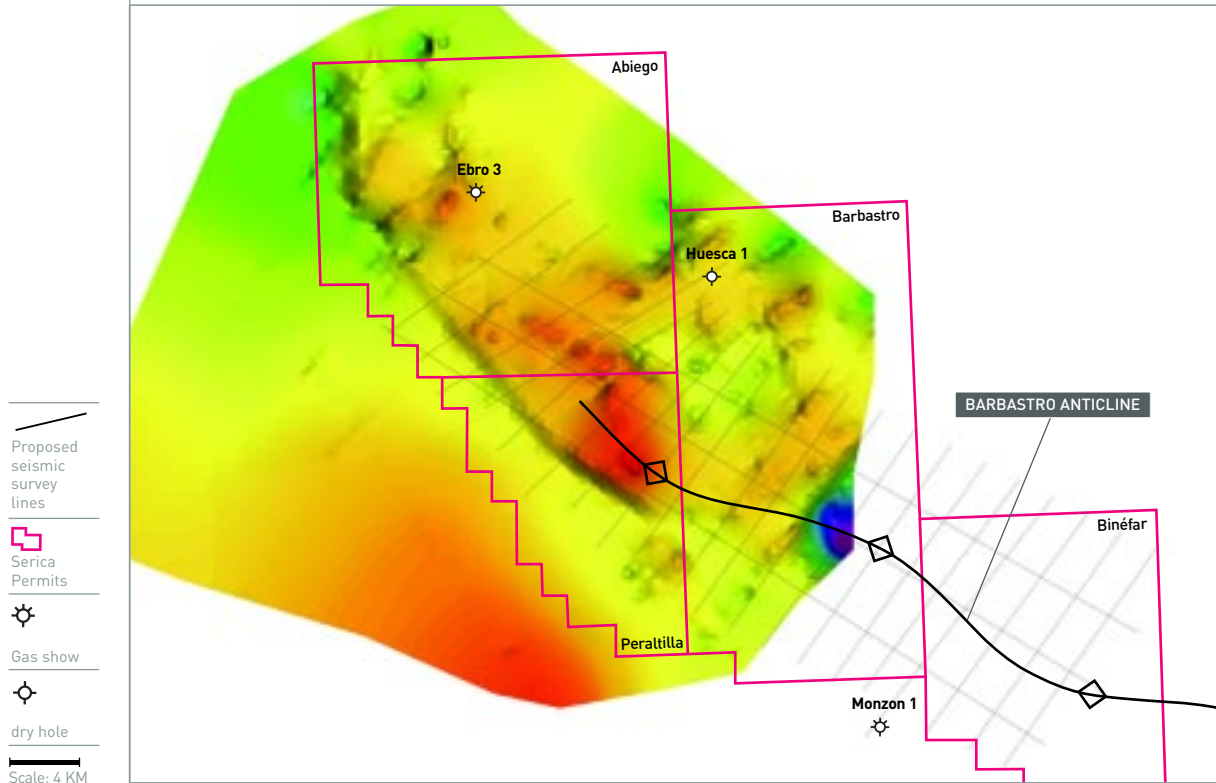 Abiego
Ebro 3
Barbastro
Huesca 1
BARBASTRO ANTICLINE
Binéfar
Peraltilla
Monzon 1
Proposed
seismic
survey
lines
Serica
Permits
Gas show
dry hole
Scale: 4 KM